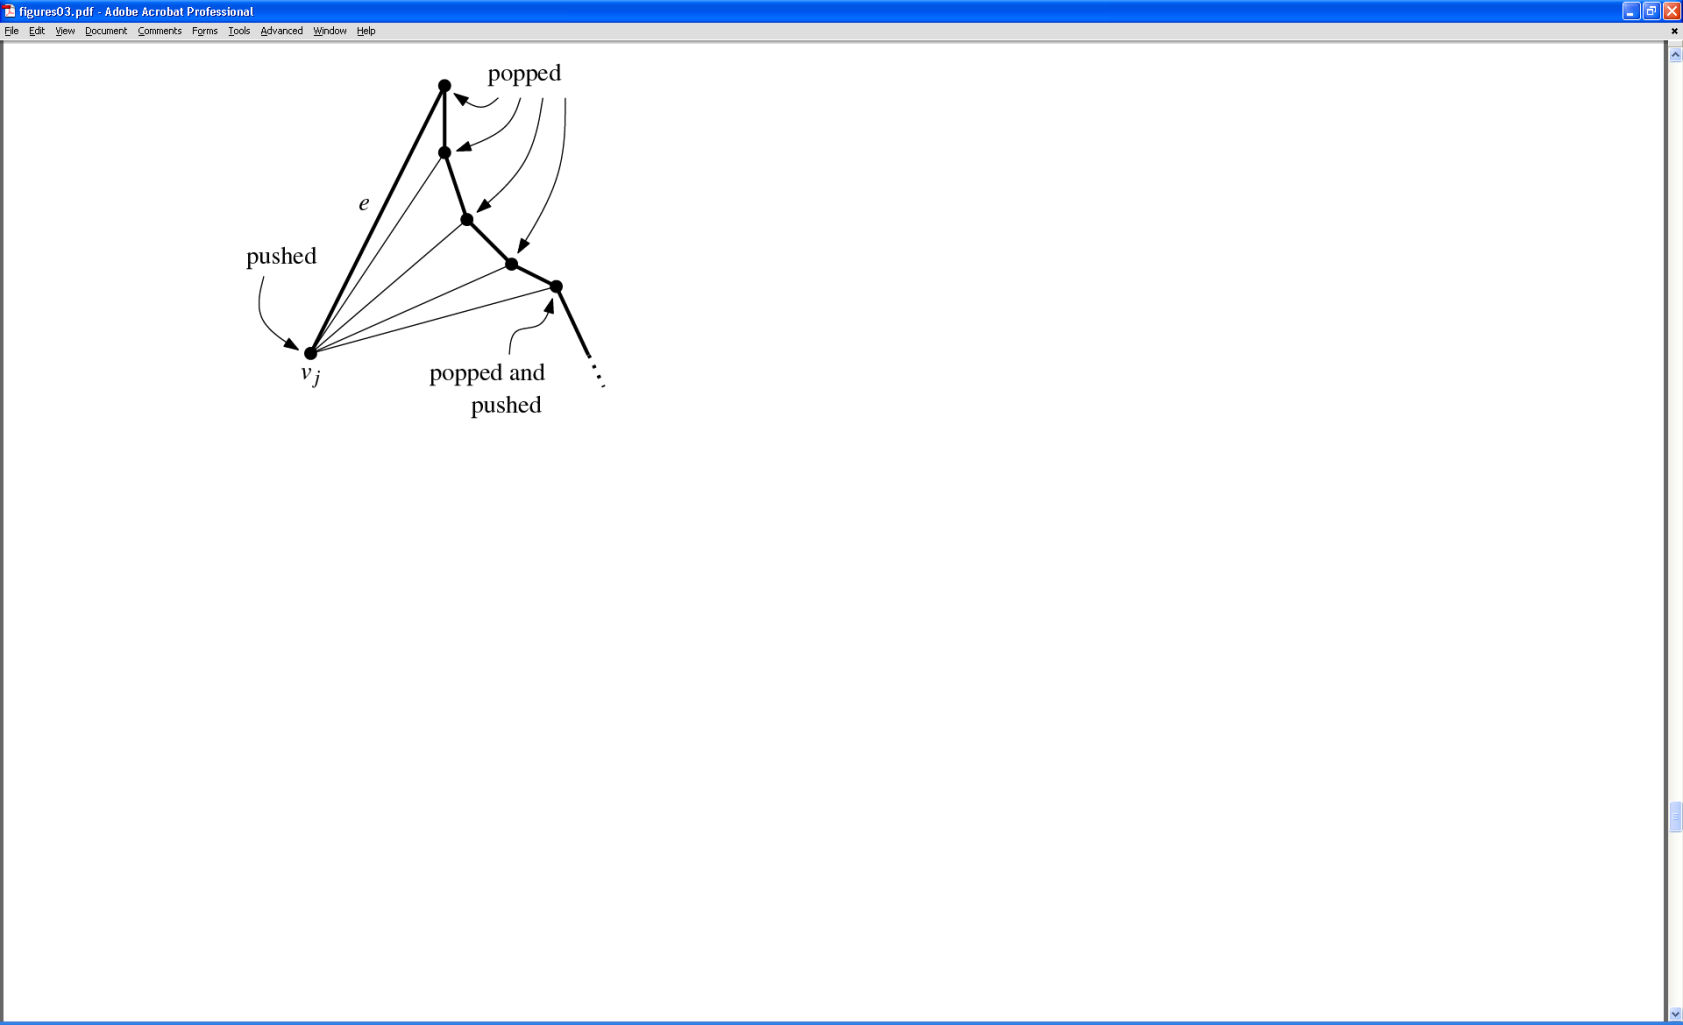 figures03.pdf - Adobe Acrobat Professional
File Edit View Document Comments Forms Tools Advanced Window Help
popped
e
pushed
v j
popped and
pushed